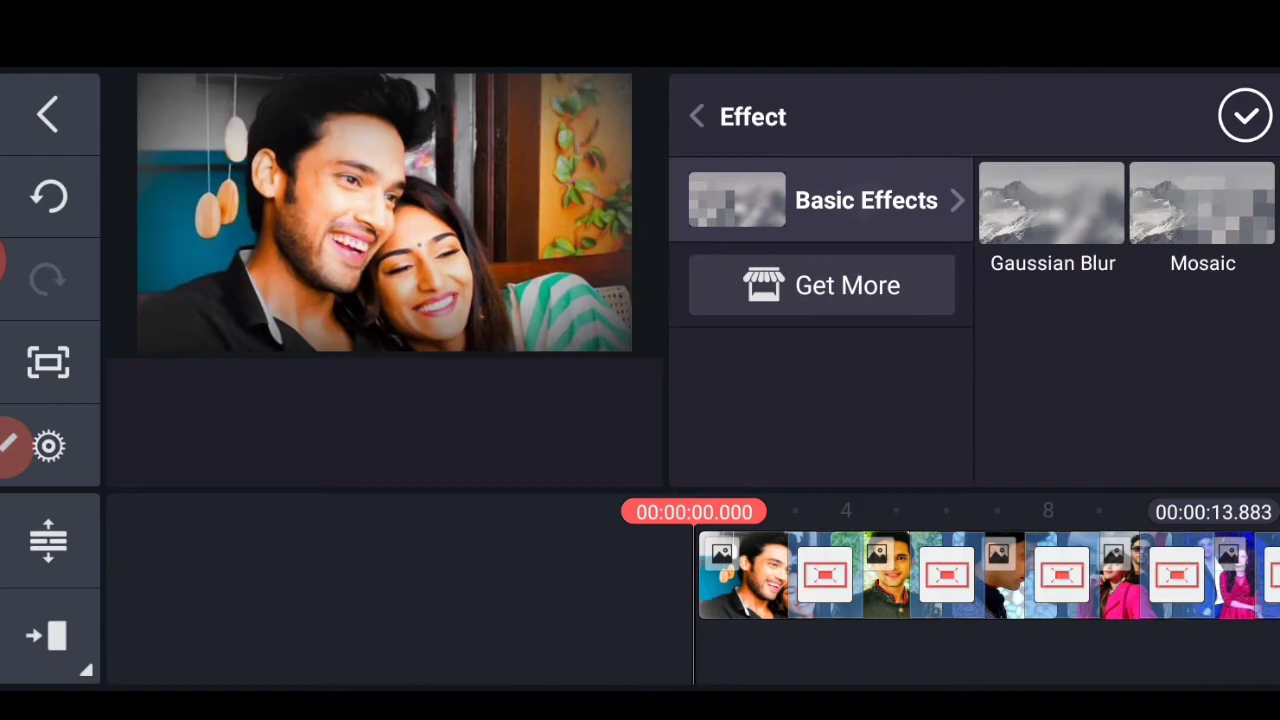 Effect
Basic Effects
Get More
Gaussian Blur
Mosaic
00:00:00.000
4
8
00:00:13.883